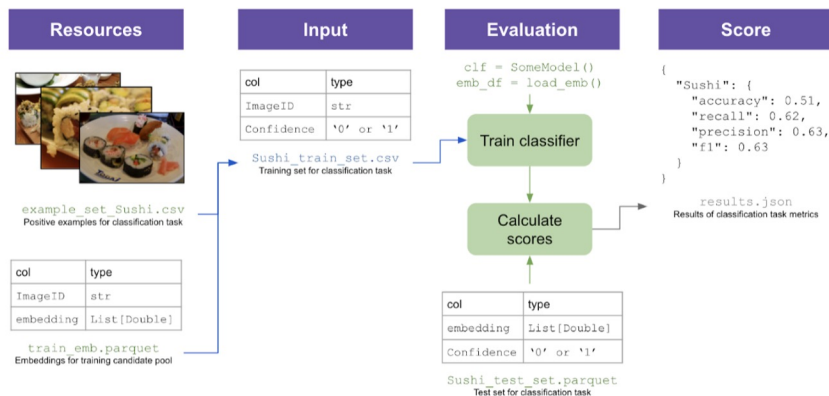 Resources
example_set_Sushi.csv
Positive examples for classification task
col type
ImageID str
embedding List[Double]
train_emb.parquet
Embeddings for training candidate pool
Input
col type
ImageID str
Confidence ‘0’ or ‘1’
Sushi_train_set.csv
Training set for classification task
Evaluation
clf = SomeModel()
emb_df = load_emb()
Train classifier
Calculate
scores
col type
embedding List[Double]
Confidence ‘0’ or ‘1’
Sushi_test_set.parquet
Test set for classification task
Score
{
"Sushi": {
"accuracy": 0.51,
"recall": 0.62,
"precision": 0.63,
"f1": 0.63
}
}
results.json
Results of classification task metrics